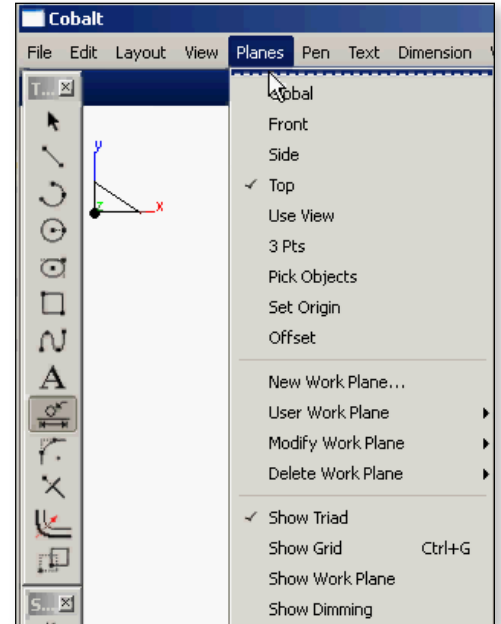 Cobalt
File Edit Layout View Planes Pen Text Dimension
T...
Global
Front
Side
Top
Use View
3 Pts
Pick Objects
Set Origin
Offset
New Work Plane...
User Work Plane
Modify Work Plane
Delete Work Plane
Show Triad
Show Grid Ctrl+G
Show Work Plane
Show Dimming
y
z
x
A
S...